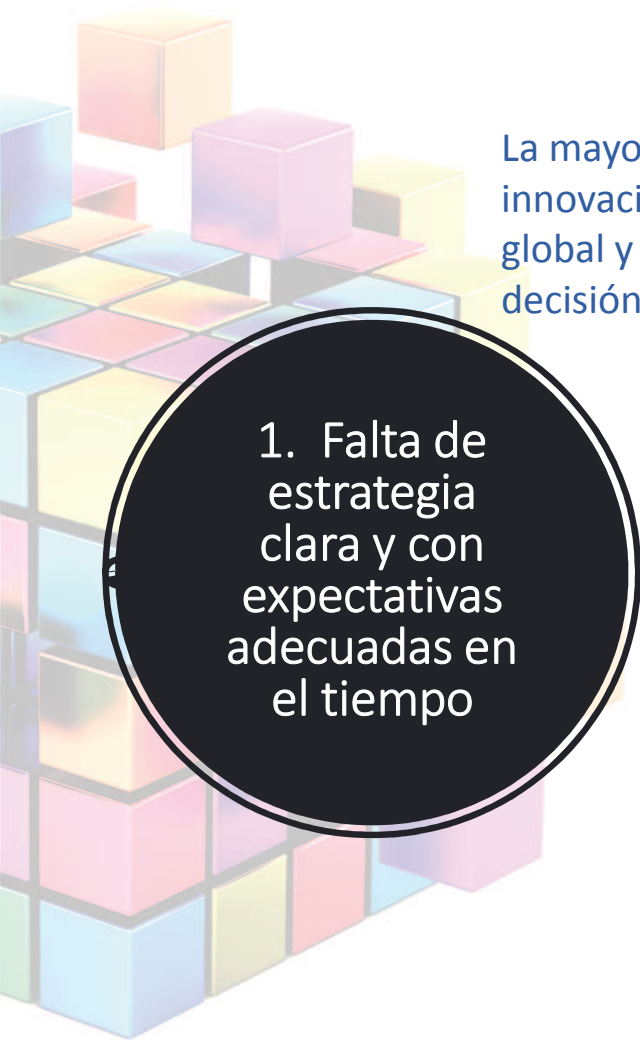 La mayo
innovaci
global y
decisión
1. Falta de
estrategia
clara y con
expectativas
adecuadas en
el tiempo